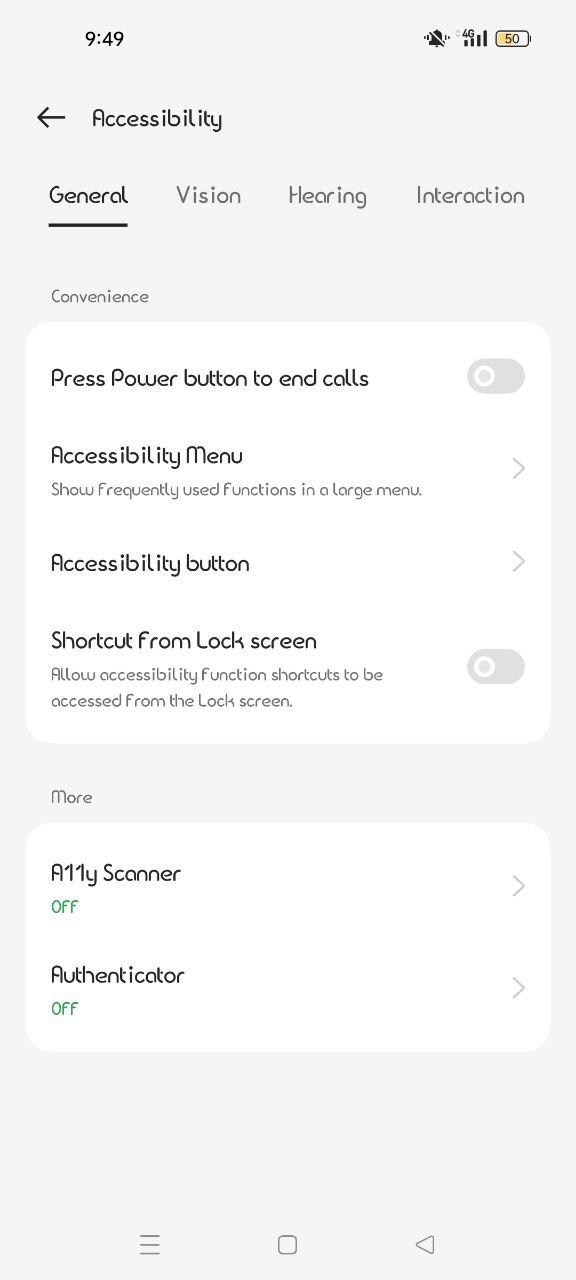 9:49
4G
50
Accessibility
General Vision Hearing Interaction
Convenience
Press Power button to end calls
Accessibility Menu
Show frequently used functions in a large menu.
Accessibility button
Shortcut from Lock screen
Allow accessibility function shortcuts to be
accessed from the Lock screen.
More
A11y Scanner
Off
Authenticator
Off